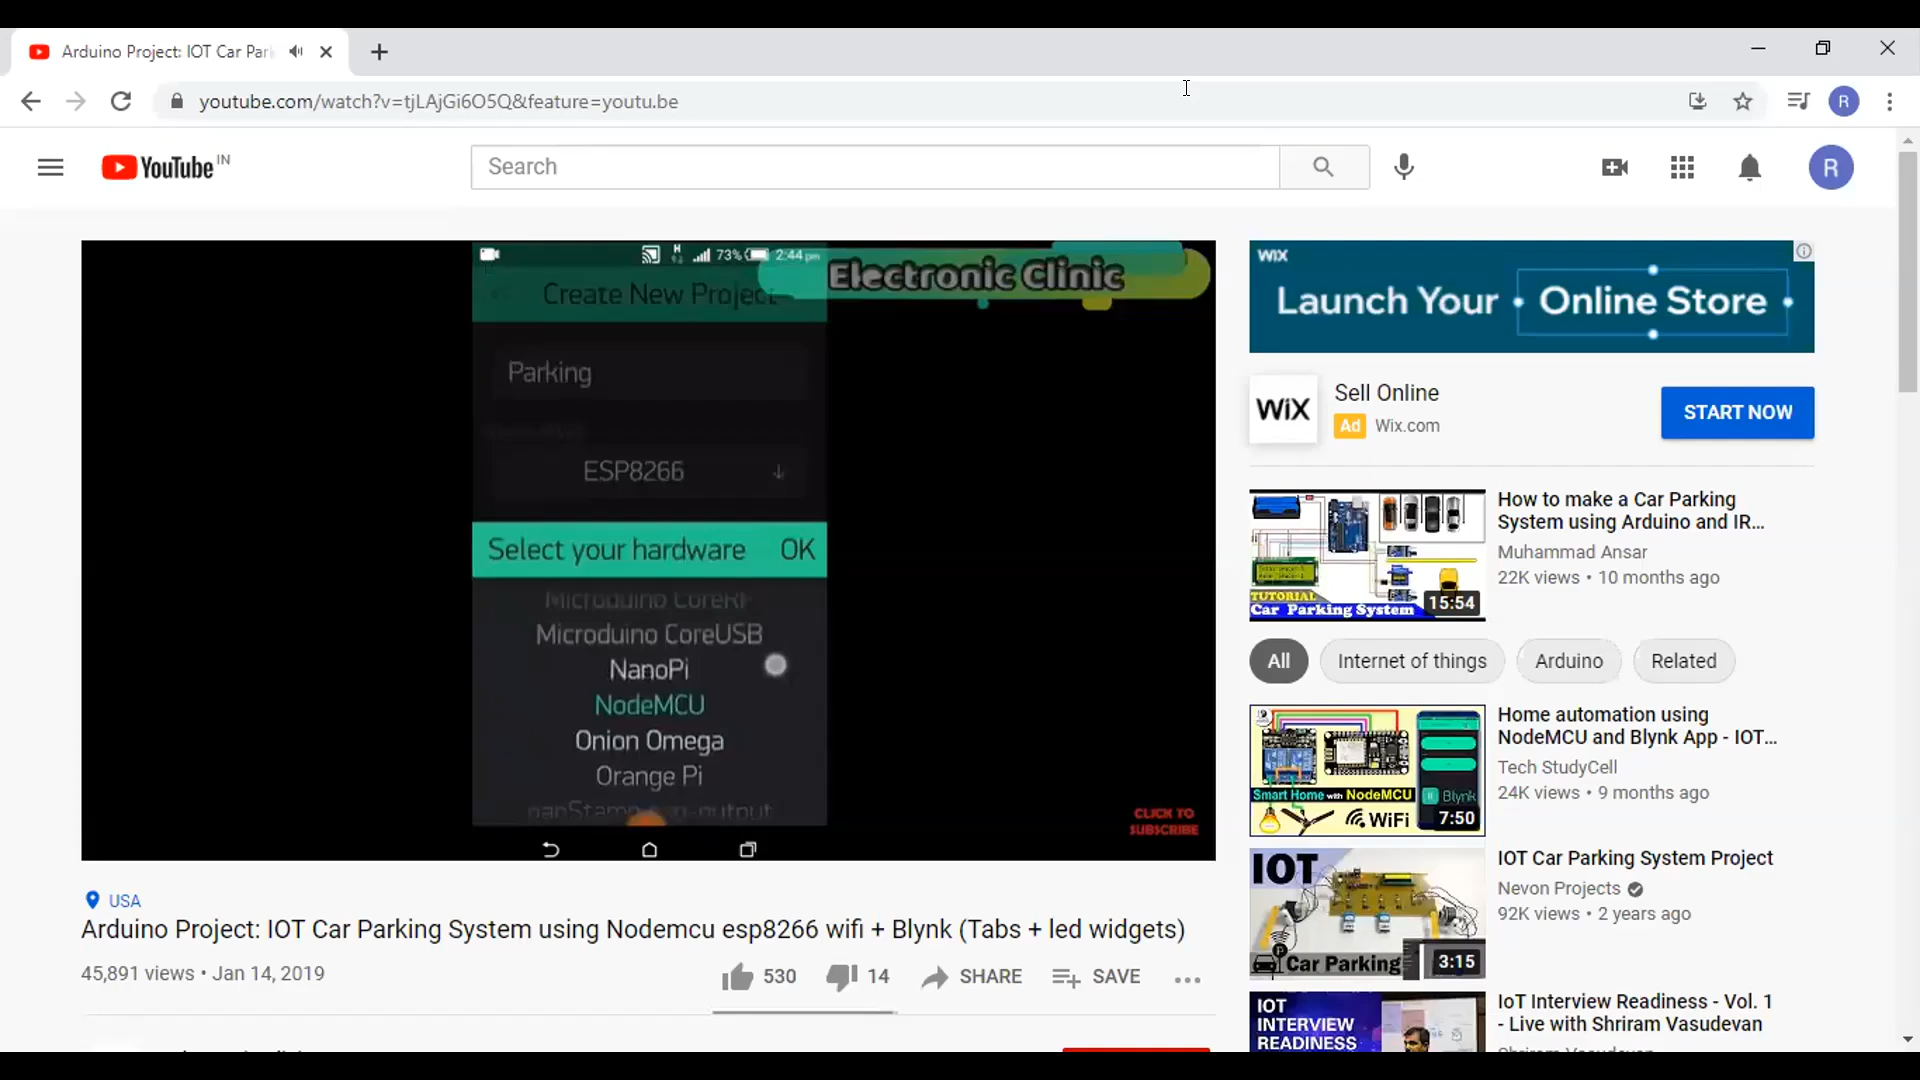 Arduino Project: IOT Car Par
youtube.com/watch?v=tjLAjGi6O5Q&feature=youtu.be
R
YouTube IN
Search
R
73% 2:44 pm
Electronic Clinic
Create New Project
Parking
ESP8266
Select your hardware OK
Microduino CoreRF
Microduino CoreUSB
NanoPi
NodeMCU
Onion Omega
Orange Pi
CLICK TO
SUBSCRIBE
USA
Arduino Project: IOT Car Parking System using Nodemcu esp8266 wifi + Blynk (Tabs + led widgets)
45,891 views • Jan 14, 2019
530 14 SHARE SAVE
WIX
Launch Your Online Store
WIX
Sell Online
Ad Wix.com
START NOW
TUTORIAL
Car Parking System
15:54
How to make a Car Parking
System using Arduino and IR...
Muhammad Ansar
22K views • 10 months ago
All Internet of things Arduino Related
Smart Home with NodeMCU
Blynk
WiFi
7:50
Home automation using
NodeMCU and Blynk App - IOT...
Tech StudyCell
24K views • 9 months ago
IOT
Car Parking
3:15
IOT Car Parking System Project
Nevon Projects
92K views • 2 years ago
IOT
INTERVIEW
READINESS
IoT Interview Readiness - Vol. 1
- Live with Shriram Vasudevan